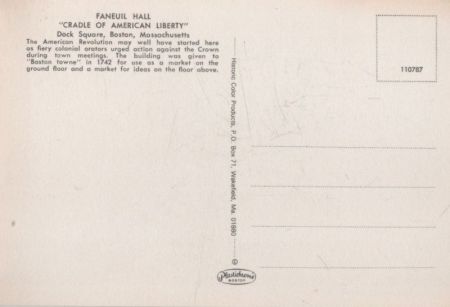 FANEUIL HALL
"CRADLE OF AMERICAN LIBERTY"
Dock Square, Boston, Massachusetts
The American Revolution may well have started here
as fiery colonial orators urged action against the Crown
during town meetings. The building was given to
"Boston towne" in 1742 for use as a market on the
ground floor and a market for ideas on the floor above.
Historic Color Products, P.O. Box 71, Wakefield, Ma. 01880
©
Plastichrome
BOSTON
110787